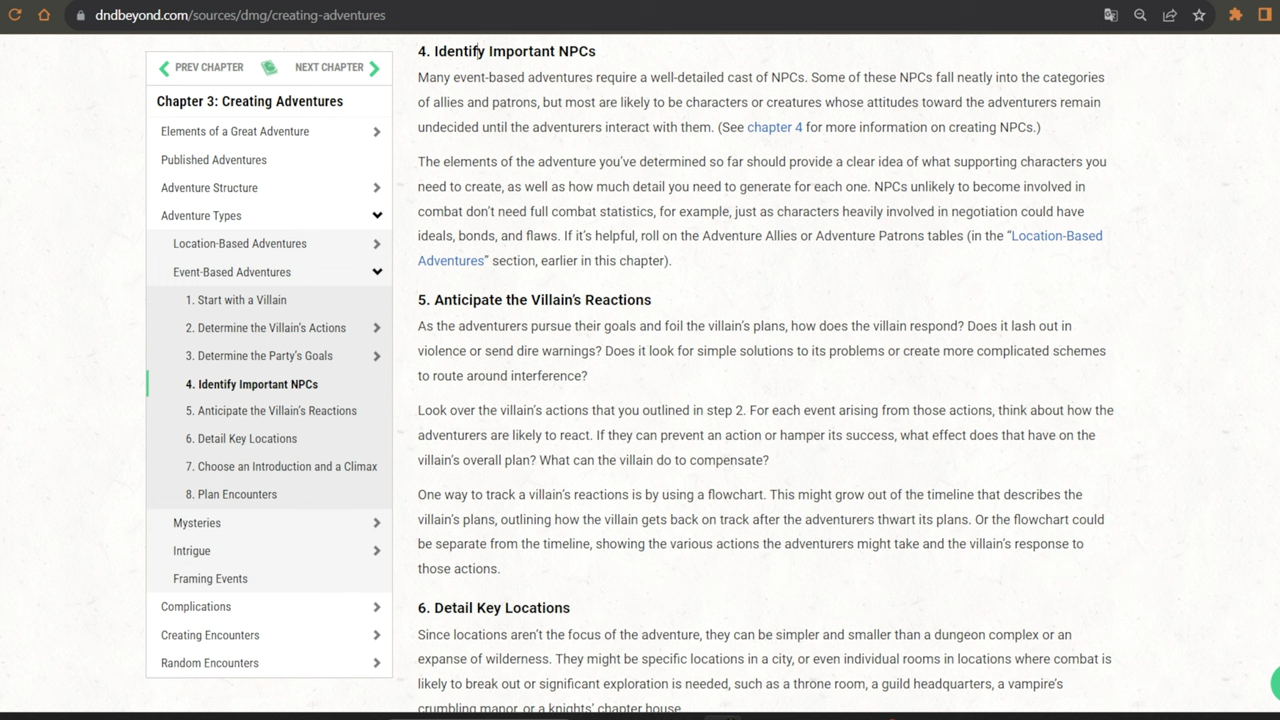 dndbeyond.com/sources/dmg/creating-adventures
PREV CHAPTER
NEXT CHAPTER
Chapter 3: Creating Adventures
Elements of a Great Adventure
Published Adventures
Adventure Structure
Adventure Types
Location-Based Adventures
Event-Based Adventures
1. Start with a Villain
2. Determine the Villain's Actions
3. Determine the Party's Goals
4. Identify Important NPCs
5. Anticipate the Villain's Reactions
6. Detail Key Locations
7. Choose an Introduction and a Climax
8. Plan Encounters
Mysteries
Intrigue
Framing Events
Complications
Creating Encounters
Random Encounters
4. Identify Important NPCs
Many event-based adventures require a well-detailed cast of NPCs. Some of these NPCs fall neatly into the categories
of allies and patrons, but most are likely to be characters or creatures whose attitudes toward the adventurers remain
undecided until the adventurers interact with them. (See chapter 4 for more information on creating NPCs.)
The elements of the adventure you've determined so far should provide a clear idea of what supporting characters you
need to create, as well as how much detail you need to generate for each one. NPCs unlikely to become involved in
combat don't need full combat statistics, for example, just as characters heavily involved in negotiation could have
ideals, bonds, and flaws. If it's helpful, roll on the Adventure Allies or Adventure Patrons tables (in the “Location-Based
Adventures” section, earlier in this chapter).
5. Anticipate the Villain's Reactions
As the adventurers pursue their goals and foil the villain's plans, how does the villain respond? Does it lash out in
violence or send dire warnings? Does it look for simple solutions to its problems or create more complicated schemes
to route around interference?
Look over the villain's actions that you outlined in step 2. For each event arising from those actions, think about how the
adventurers are likely to react. If they can prevent an action or hamper its success, what effect does that have on the
villain's overall plan? What can the villain do to compensate?
One way to track a villain's reactions is by using a flowchart. This might grow out of the timeline that describes the
villain's plans, outlining how the villain gets back on track after the adventurers thwart its plans. Or the flowchart could
be separate from the timeline, showing the various actions the adventurers might take and the villain's response to
those actions.
6. Detail Key Locations
Since locations aren't the focus of the adventure, they can be simpler and smaller than a dungeon complex or an
expanse of wilderness. They might be specific locations in a city, or even individual rooms in locations where combat is
likely to break out or significant exploration is needed, such as a throne room, a guild headquarters, a vampire's
crumbling manor, or a knights' chapter house.